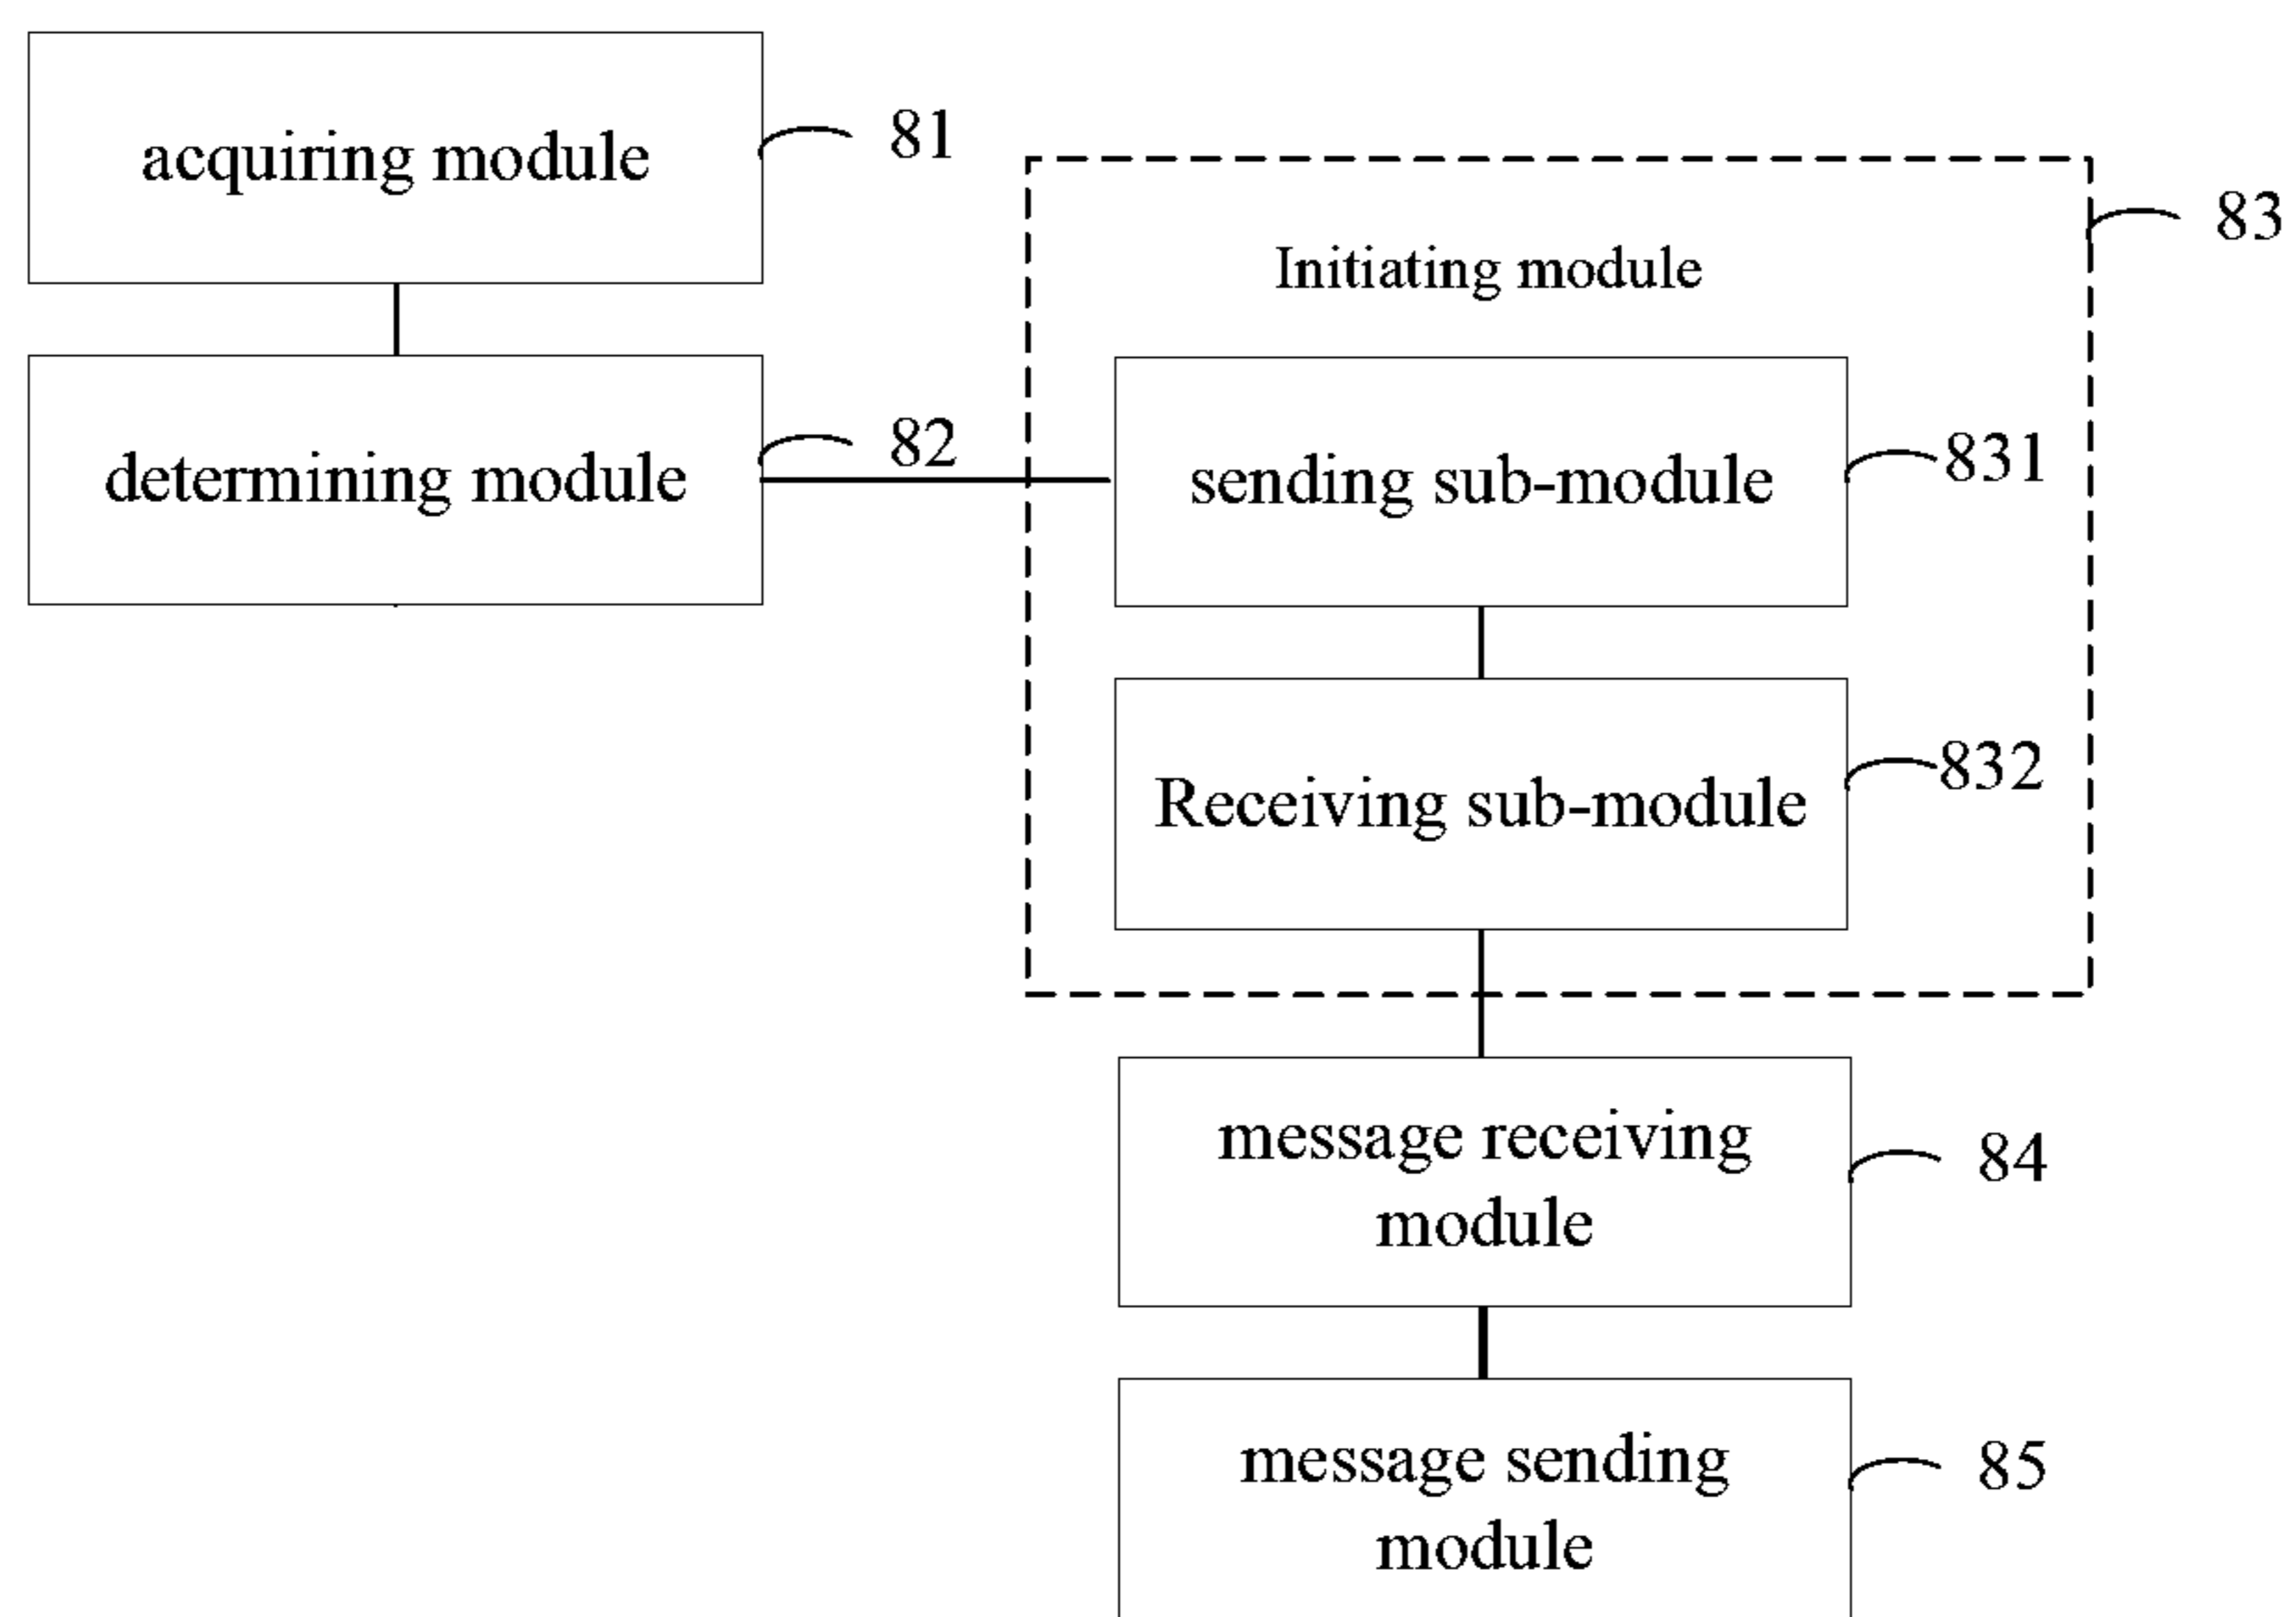 acquiring module
81
determining module
82
83
Initiating module
sending sub-module
831
Receiving sub-module
832
message receiving
module
84
message sending
module
85